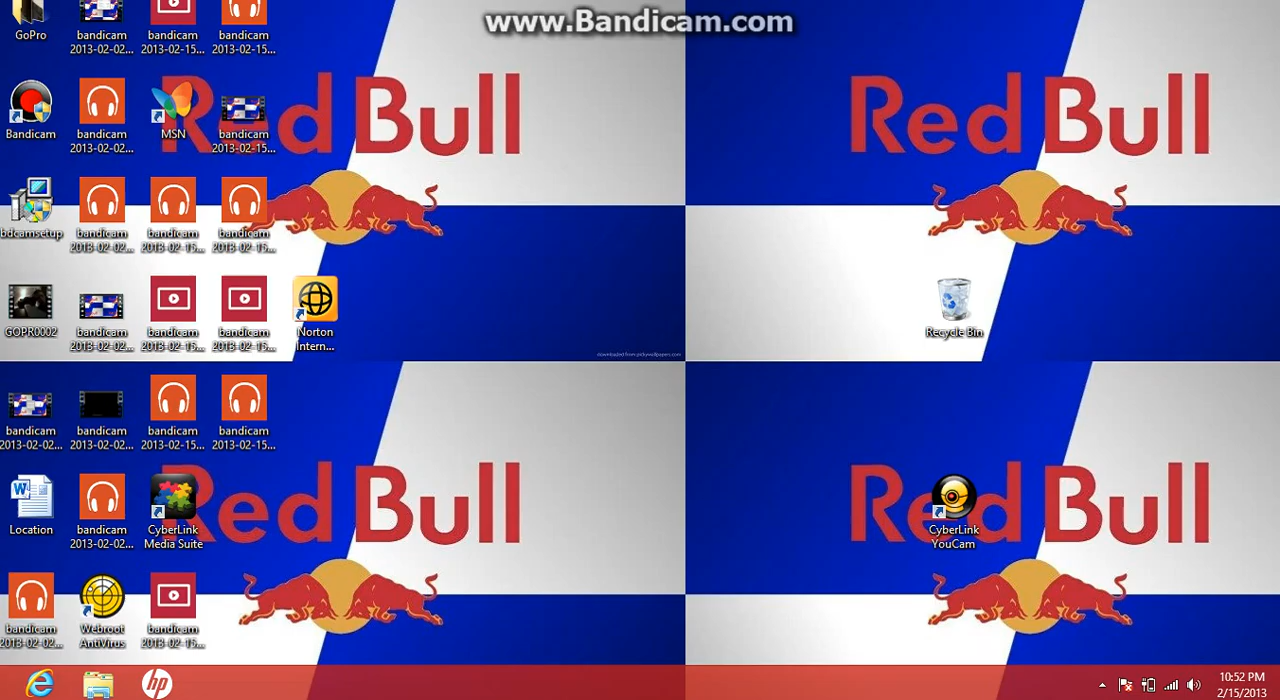 www.Bandicam.com
GoPro
bandicam
2013-02-02...
bandicam
2013-02-15...
bandicam
2013-02-15...
Red Bull
Red Bull
Bandicam
bandicam
2013-02-02...
MSN
bandicam
2013-02-15...
bdcamsetup
bandicam
2013-02-02...
bandicam
2013-02-15...
bandicam
2013-02-15...
GOPR0002
bandicam
2013-02-02...
bandicam
2013-02-15...
bandicam
2013-02-15...
Norton
Intern...
Recycle Bin
downloaded from pickywallpapers.com
bandicam
2013-02-02...
bandicam
2013-02-02...
bandicam
2013-02-15...
bandicam
2013-02-15...
Red Bull
Red Bull
Location
bandicam
2013-02-02...
CyberLink
Media Suite
CyberLink
YouCam
bandicam
2013-02-02...
Webroot
AntiVirus
bandicam
2013-02-15...
hp
10:52 PM
2/15/2013